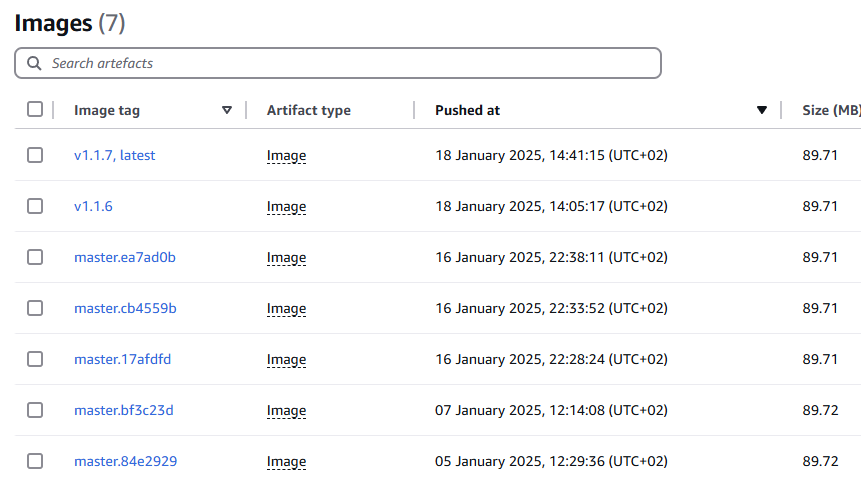 Images (7)
Search artefacts
Image tag Artifact type Pushed at Size (MB)
v1.1.7, latest Image 18 January 2025, 14:41:15 (UTC+02) 89.71
v1.1.6 Image 18 January 2025, 14:05:17 (UTC+02) 89.71
master.ea7ad0b Image 16 January 2025, 22:38:11 (UTC+02) 89.71
master.cb4559b Image 16 January 2025, 22:33:52 (UTC+02) 89.71
master.17afdfd Image 16 January 2025, 22:28:24 (UTC+02) 89.71
master.bf3c23d Image 07 January 2025, 12:14:08 (UTC+02) 89.72
master.84e2929 Image 05 January 2025, 12:29:36 (UTC+02) 89.72